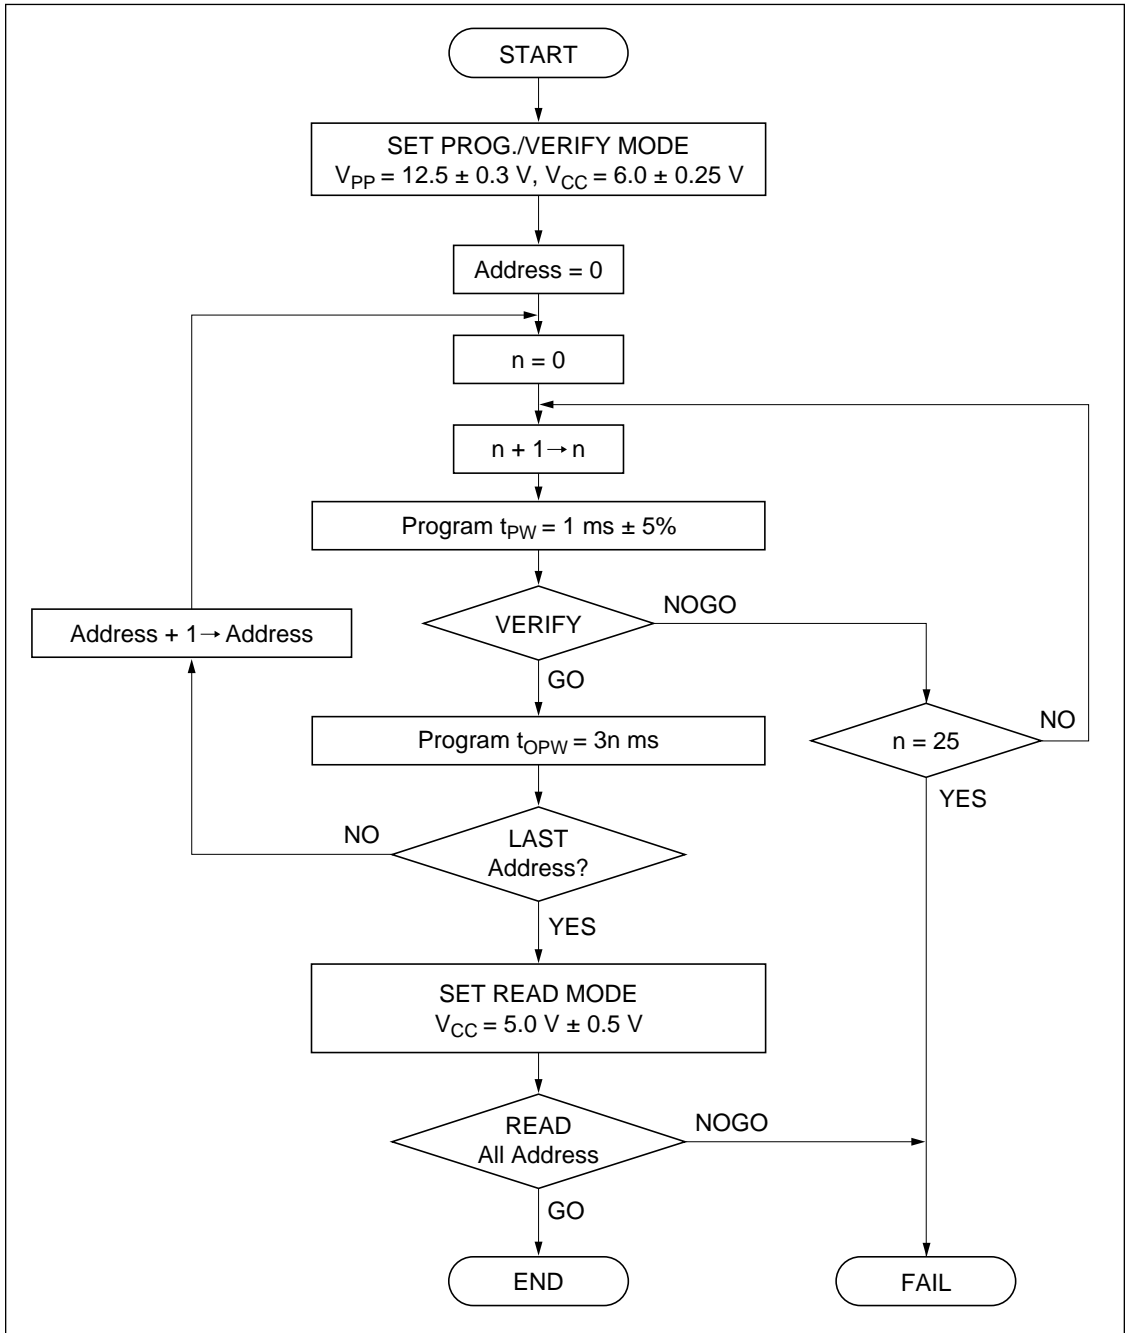 START
SET PROG./VERIFY MODE
VPP = 12.5 ± 0.3 V, VCC = 6.0 ± 0.25 V
Address = 0
n = 0
n + 1→ n
Program tPW = 1 ms ± 5%
Address + 1→ Address
VERIFY
NOGO
GO
Program tOPW = 3n ms
n = 25
NO
YES
NO
LAST
Address?
YES
SET READ MODE
VCC = 5.0 V ± 0.5 V
READ
All Address
NOGO
GO
END
FAIL